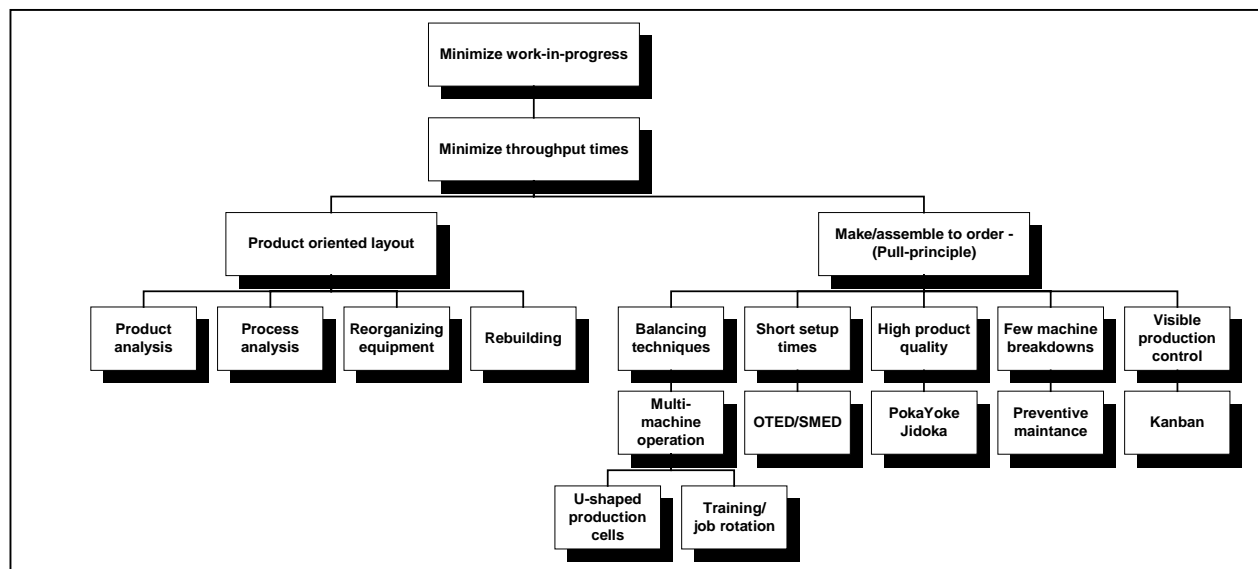 Minimize work-in-progress
Minimize throughput times
Product oriented layout
Make/assemble to order -
(Pull-principle)
Product
analysis
Process
analysis
Reorganizing
equipment
Rebuilding
Balancing
techniques
Short setup
times
High product
quality
Few machine
breakdowns
Visible
production
control
Multi-
machine
operation
OTED/SMED
PokaYoke
Jidoka
Preventive
maintance
Kanban
U-shaped
production
cells
Training/
job rotation